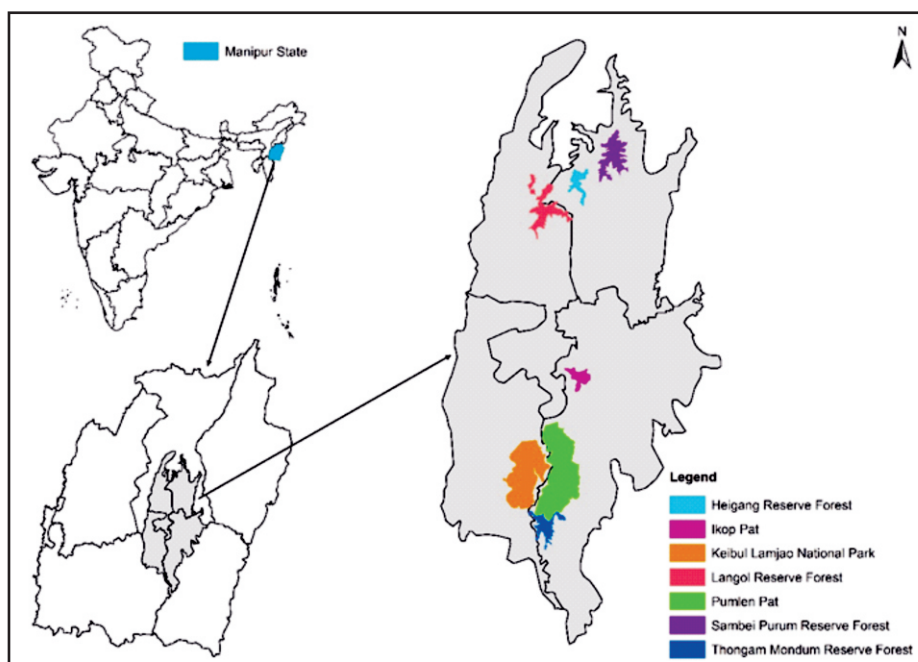 Manipur State
N
Legend
Heigang Reserve Forest
Ikop Pat
Keibul Lamjao National Park
Langol Reserve Forest
Pumlen Pat
Sambei Purum Reserve Forest
Thongam Mondum Reserve Forest